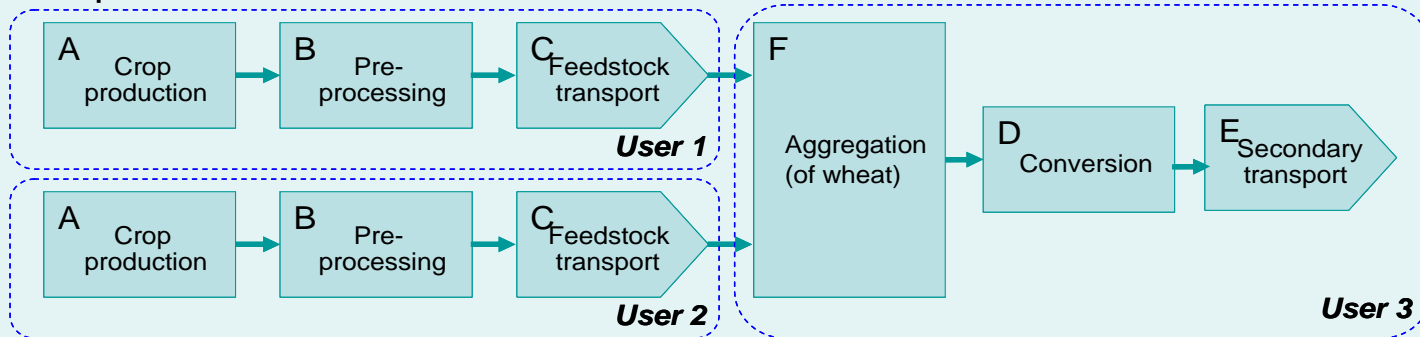 A
Crop
production
B
Pre-
processing
C
Feedstock
transport
User 1
A
Crop
production
B
Pre-
processing
C
Feedstock
transport
User 2
F
Aggregation
(of wheat)
D
Conversion
E
Secondary
transport
User 3